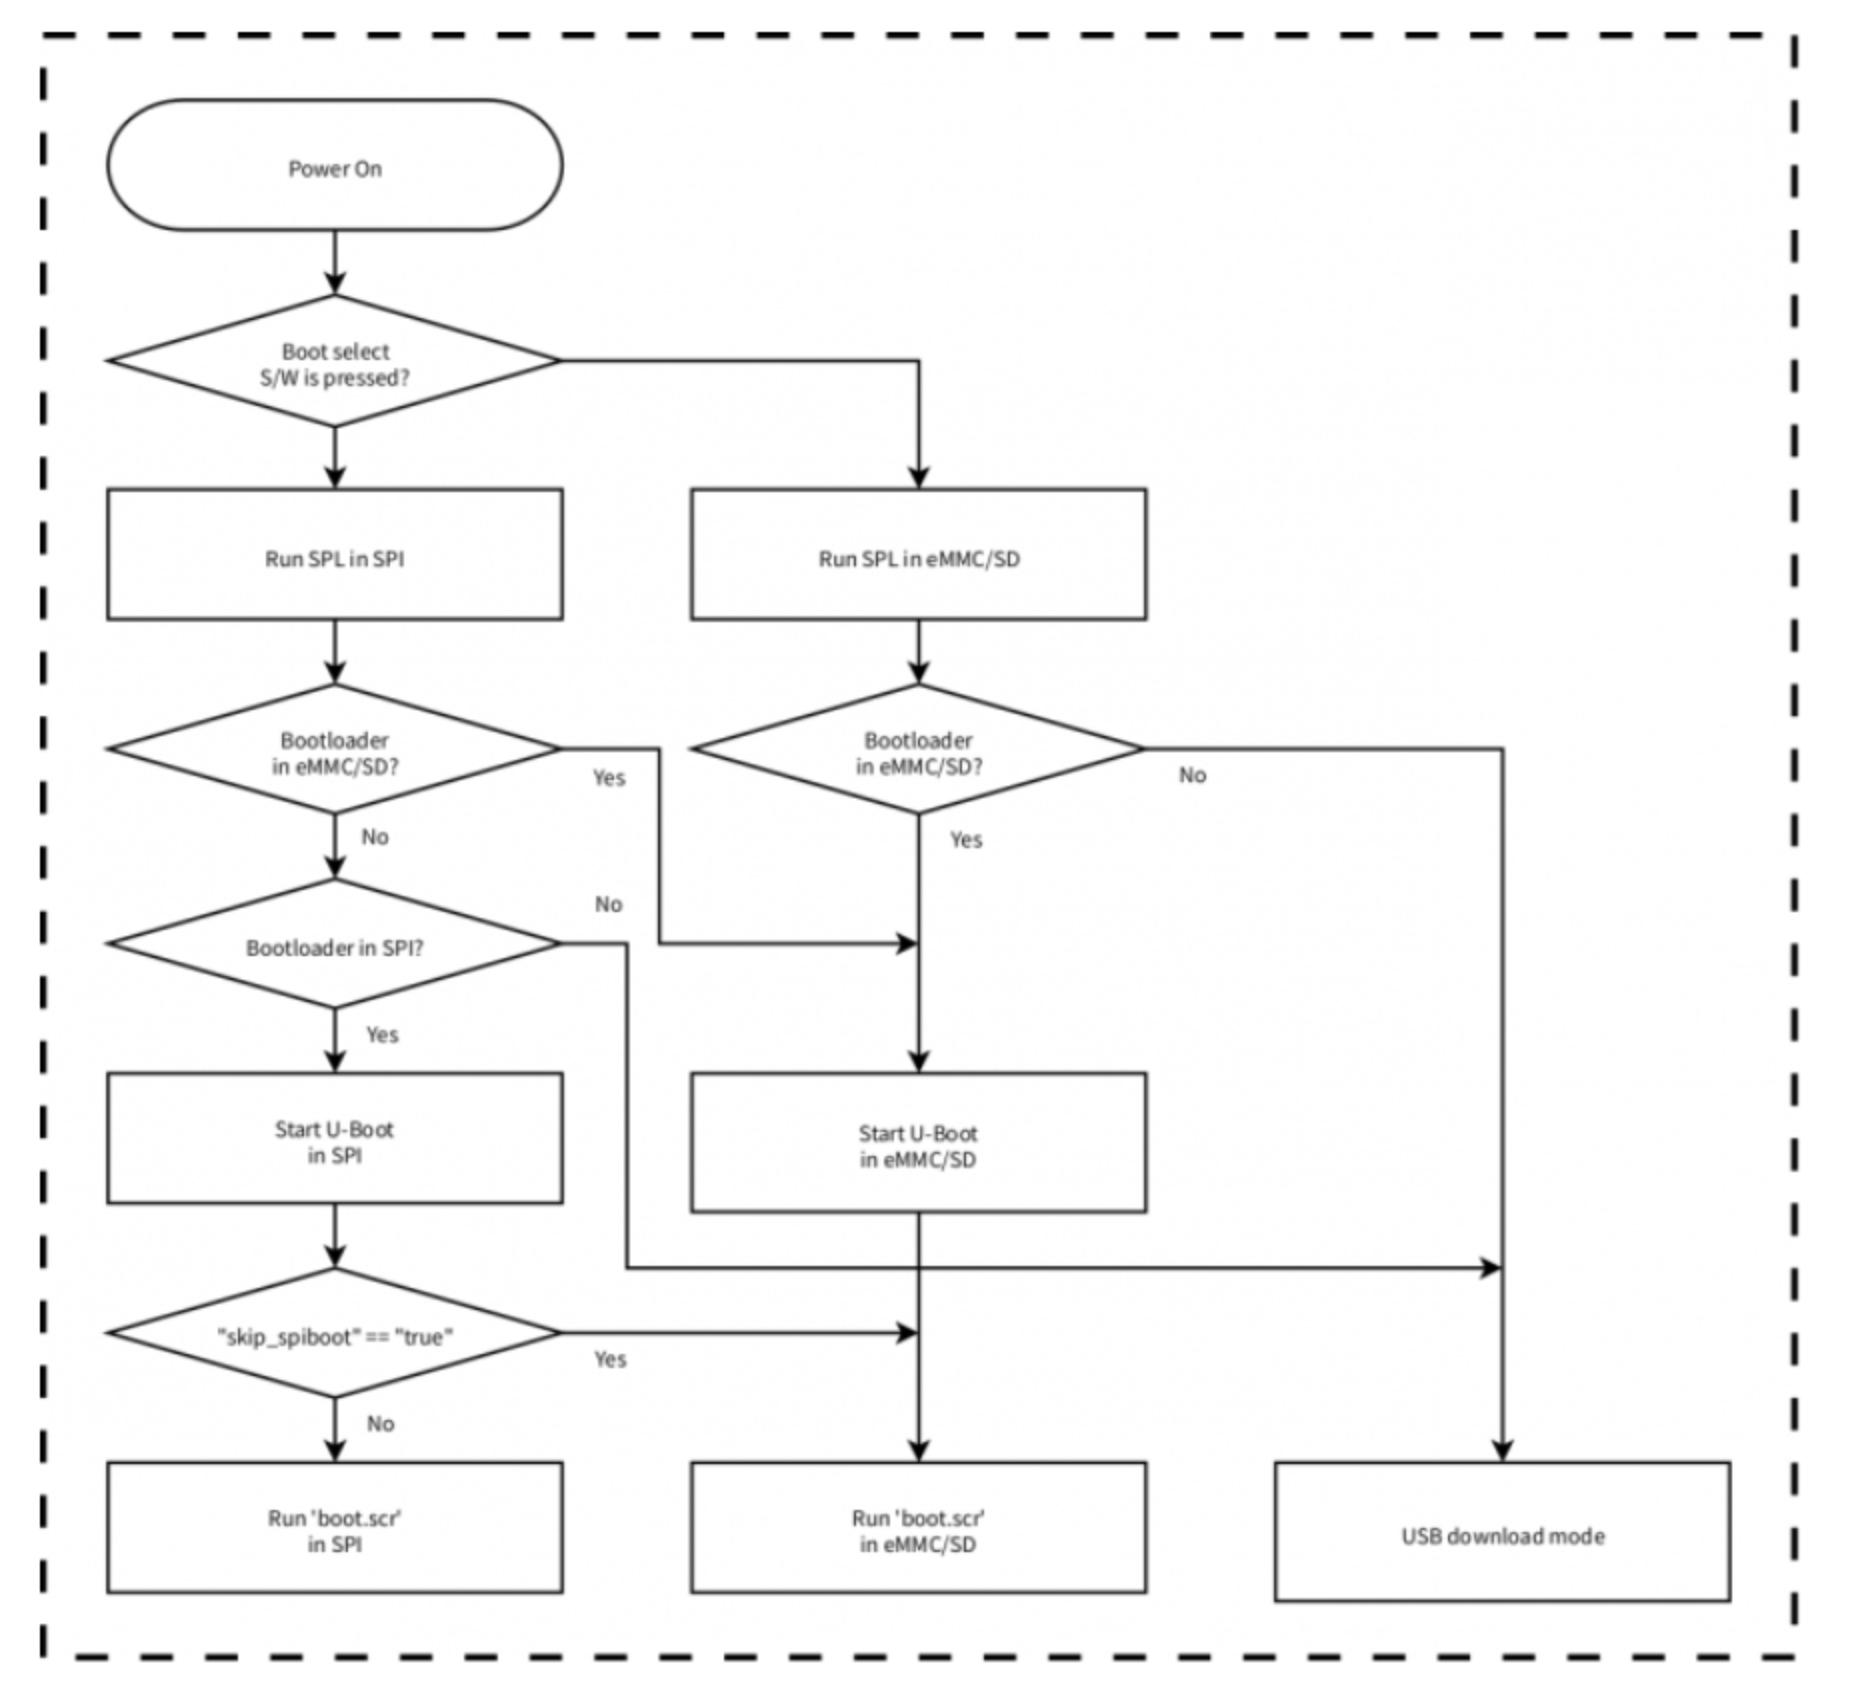 Power On
Boot select
S/W is pressed?
Run SPL in SPI
Run SPL in eMMC/SD
Bootloader
in eMMC/SD?
Yes
Bootloader
in eMMC/SD?
No
No
Yes
No
Bootloader in SPI?
Yes
Start U-Boot
in SPI
Start U-Boot
in eMMC/SD
"skip_spiboot" == "true"
Yes
No
Run 'boot.scr'
in SPI
Run 'boot.scr'
in eMMC/SD
USB download mode